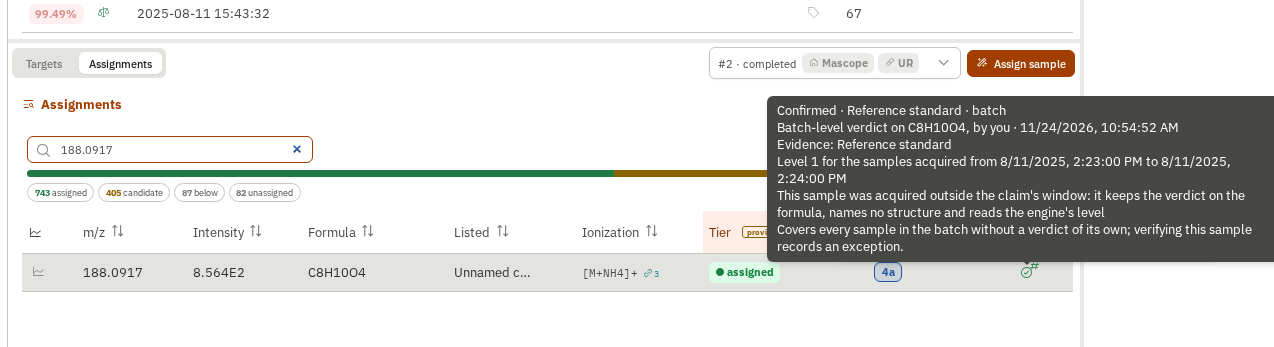 99.49% 2025-08-11 15:43:32 67
Targets Assignments #2 · completed Mascope UR Assign sample
Assignments
188.0917
743 assigned 405 candidate 87 below 82 unassigned
m/z Intensity Formula Listed Ionization Tier
188.0917 8.564E2 C8H10O4 Unnamed c... [M+NH4]+ 3 assigned 4a #
Confirmed · Reference standard · batch
Batch-level verdict on C8H10O4, by you · 11/24/2026, 10:54:52 AM
Evidence: Reference standard
Level 1 for the samples acquired from 8/11/2025, 2:23:00 PM to 8/11/2025,
2:24:00 PM
This sample was acquired outside the claim's window: it keeps the verdict on the
formula, names no structure and reads the engine's level
Covers every sample in the batch without a verdict of its own; verifying this sample
records an exception.